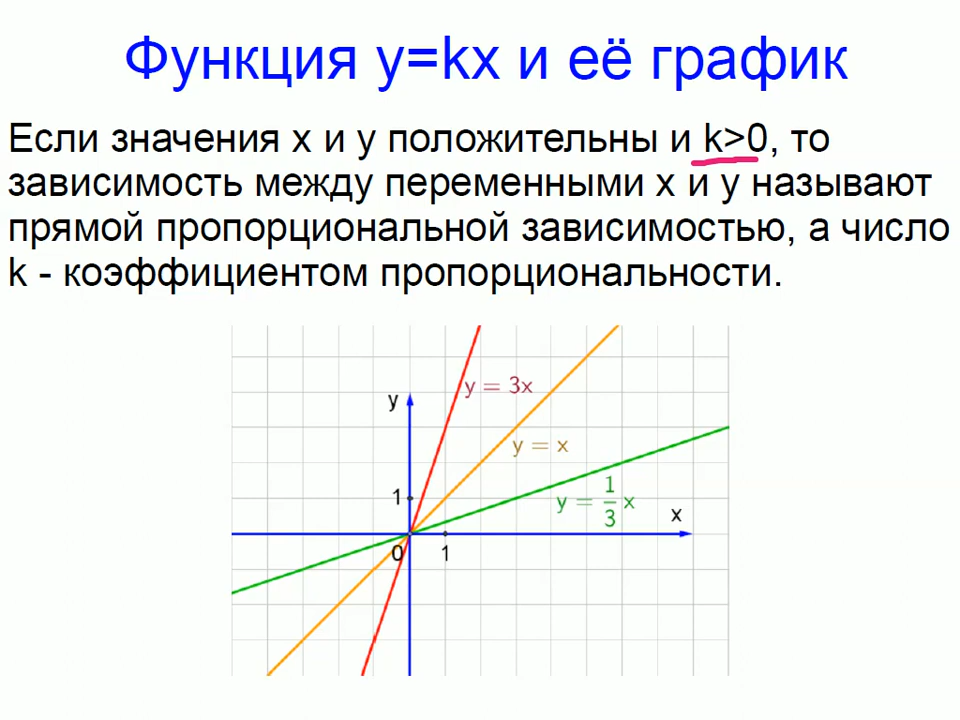 Функция y=kx и её график
Если значения x и y положительны и k>0, то
зависимость между переменными x и y называют
прямой пропорциональной зависимостью, а число
k - коэффициентом пропорциональности.
y = 3x
y
y = x
1
y = 1/3 x
x
0
1